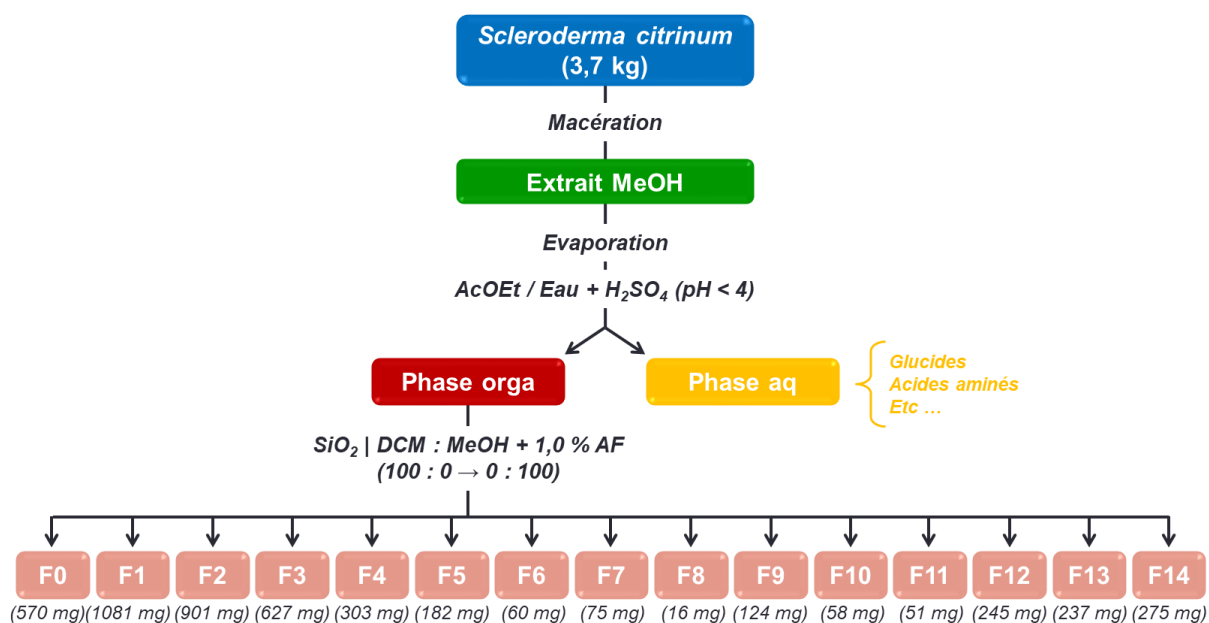 Scleroderma citrinum
(3,7 kg)
Macération
Extrait MeOH
Evaporation
AcOEt / Eau + H₂SO₄ (pH < 4)
Phase orga
Phase aq
Glucides
Acides aminés
Etc ...
SiO₂ | DCM : MeOH + 1,0 % AF
(100 : 0 → 0 : 100)
F0 F1 F2 F3 F4 F5 F6 F7 F8 F9 F10 F11 F12 F13 F14
(570 mg) (1081 mg) (901 mg) (627 mg) (303 mg) (182 mg) (60 mg) (75 mg) (16 mg) (124 mg) (58 mg) (51 mg) (245 mg) (237 mg) (275 mg)